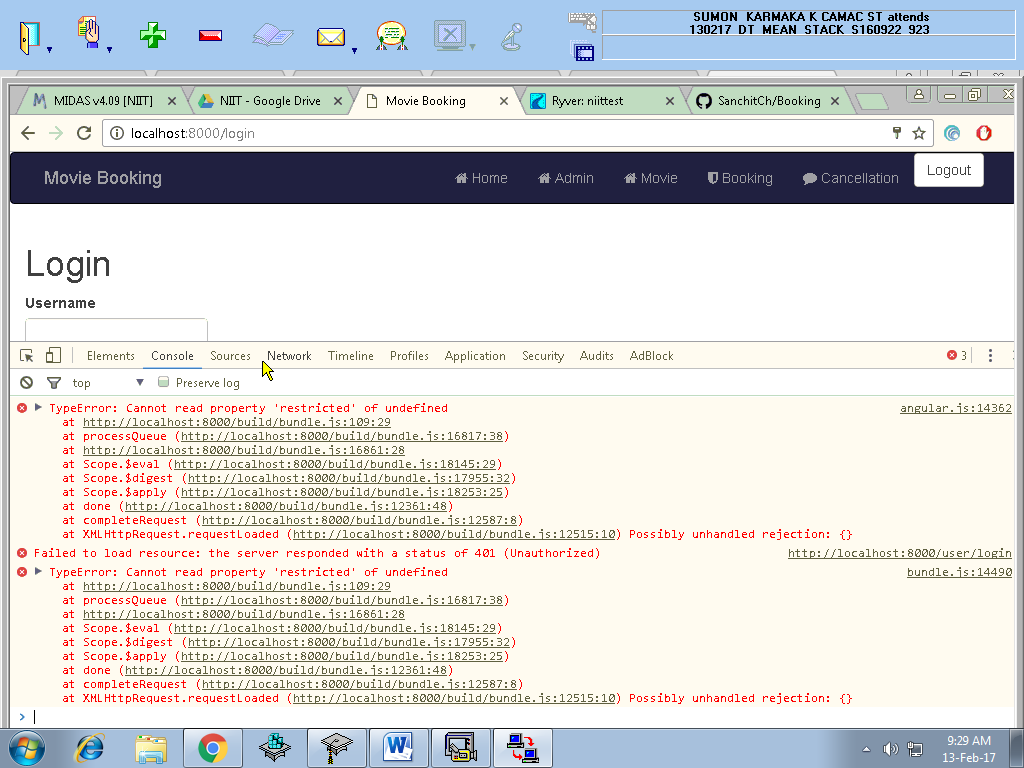 SUMON KARMAKA K CAMAC ST attends
130217_DT_MEAN_STACK_S160922_923
MIDAS v4.09 [NIIT]
NIIT - Google Drive
Movie Booking
Ryver: niittest
SanchitCh/Booking
localhost:8000/login
Movie Booking
Home
Admin
Movie
Booking
Cancellation
Logout
Login
Username
Elements Console Sources Network Timeline Profiles Application Security Audits AdBlock
3
top
Preserve log
TypeError: Cannot read property 'restricted' of undefined angular.js:14362
at http://localhost:8000/build/bundle.js:109:29
at processQueue (http://localhost:8000/build/bundle.js:16817:38)
at http://localhost:8000/build/bundle.js:16861:28
at Scope.$eval (http://localhost:8000/build/bundle.js:18145:29)
at Scope.$digest (http://localhost:8000/build/bundle.js:17955:32)
at Scope.$apply (http://localhost:8000/build/bundle.js:18253:25)
at done (http://localhost:8000/build/bundle.js:12361:48)
at completeRequest (http://localhost:8000/build/bundle.js:12587:8)
at XMLHttpRequest.requestLoaded (http://localhost:8000/build/bundle.js:12515:10) Possibly unhandled rejection: {}
Failed to load resource: the server responded with a status of 401 (Unauthorized) http://localhost:8000/user/login
TypeError: Cannot read property 'restricted' of undefined bundle.js:14490
at http://localhost:8000/build/bundle.js:109:29
at processQueue (http://localhost:8000/build/bundle.js:16817:38)
at http://localhost:8000/build/bundle.js:16861:28
at Scope.$eval (http://localhost:8000/build/bundle.js:18145:29)
at Scope.$digest (http://localhost:8000/build/bundle.js:17955:32)
at Scope.$apply (http://localhost:8000/build/bundle.js:18253:25)
at done (http://localhost:8000/build/bundle.js:12361:48)
at completeRequest (http://localhost:8000/build/bundle.js:12587:8)
at XMLHttpRequest.requestLoaded (http://localhost:8000/build/bundle.js:12515:10) Possibly unhandled rejection: {}
9:29 AM
13-Feb-17